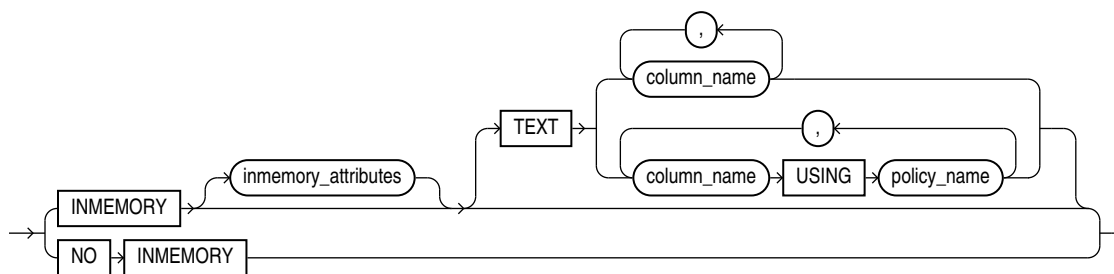 ,
column_name
TEXT
,
inmemory_attributes
column_name USING policy_name
INMEMORY
NO INMEMORY